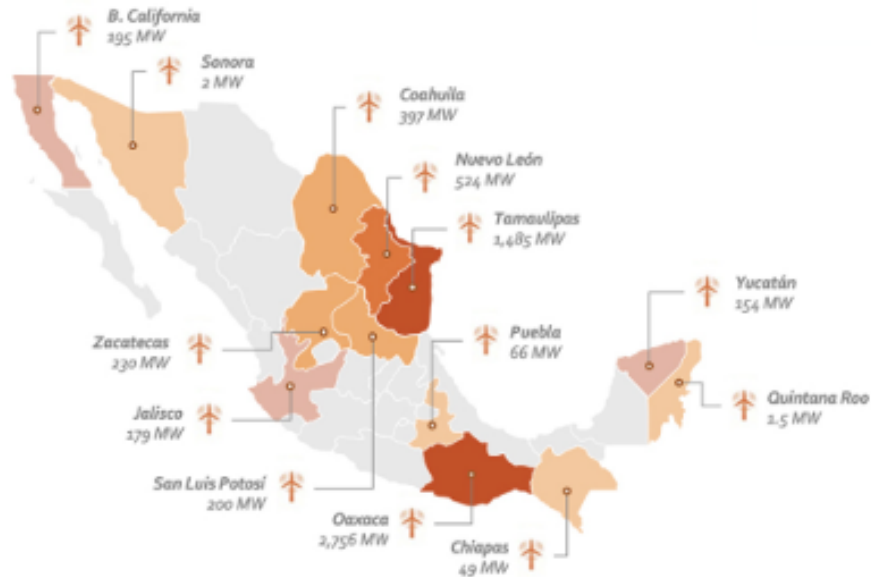 B. California
195 MW
Sonora
2 MW
Coahuila
397 MW
Nuevo León
524 MW
Tamaulipas
1,485 MW
Yucatán
154 MW
Puebla
66 MW
Zacatecas
230 MW
Quintana Roo
1.5 MW
Jalisco
179 MW
San Luis Potosí
200 MW
Oaxaca
2,756 MW
Chiapas
49 MW